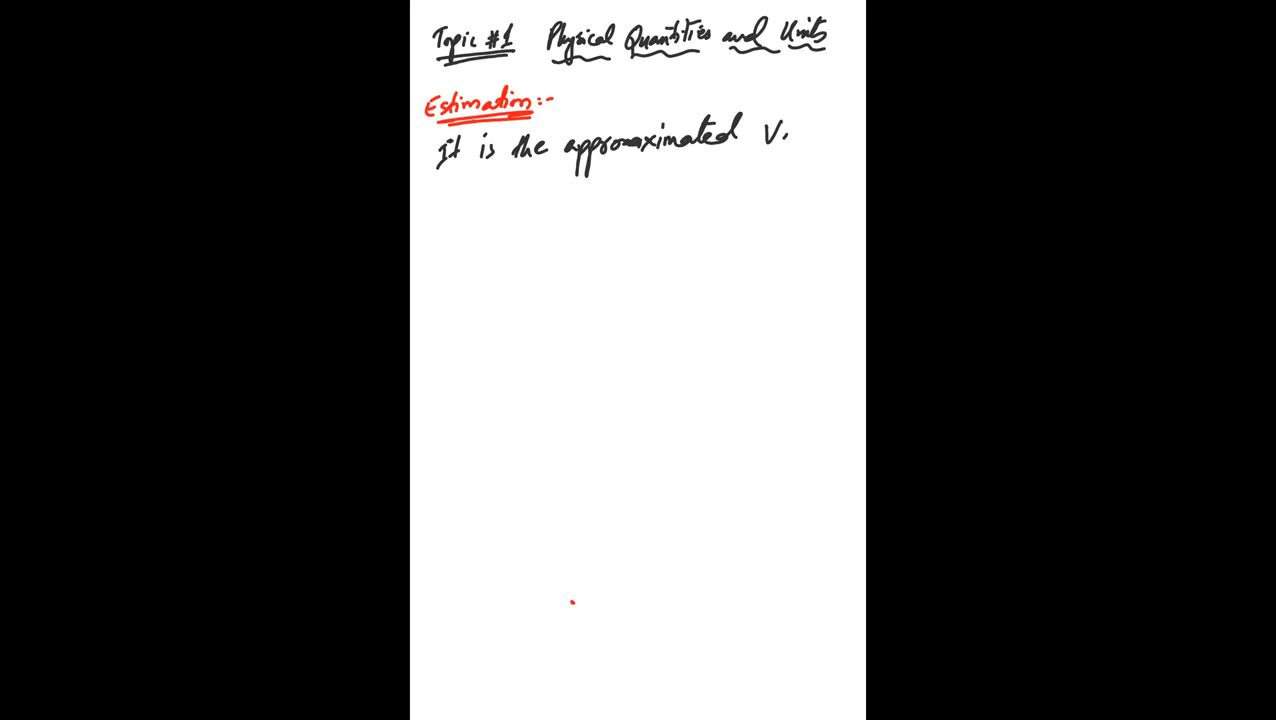 Topic #1 Physical Quantities and Units
Estimation:-
It is the approximated V